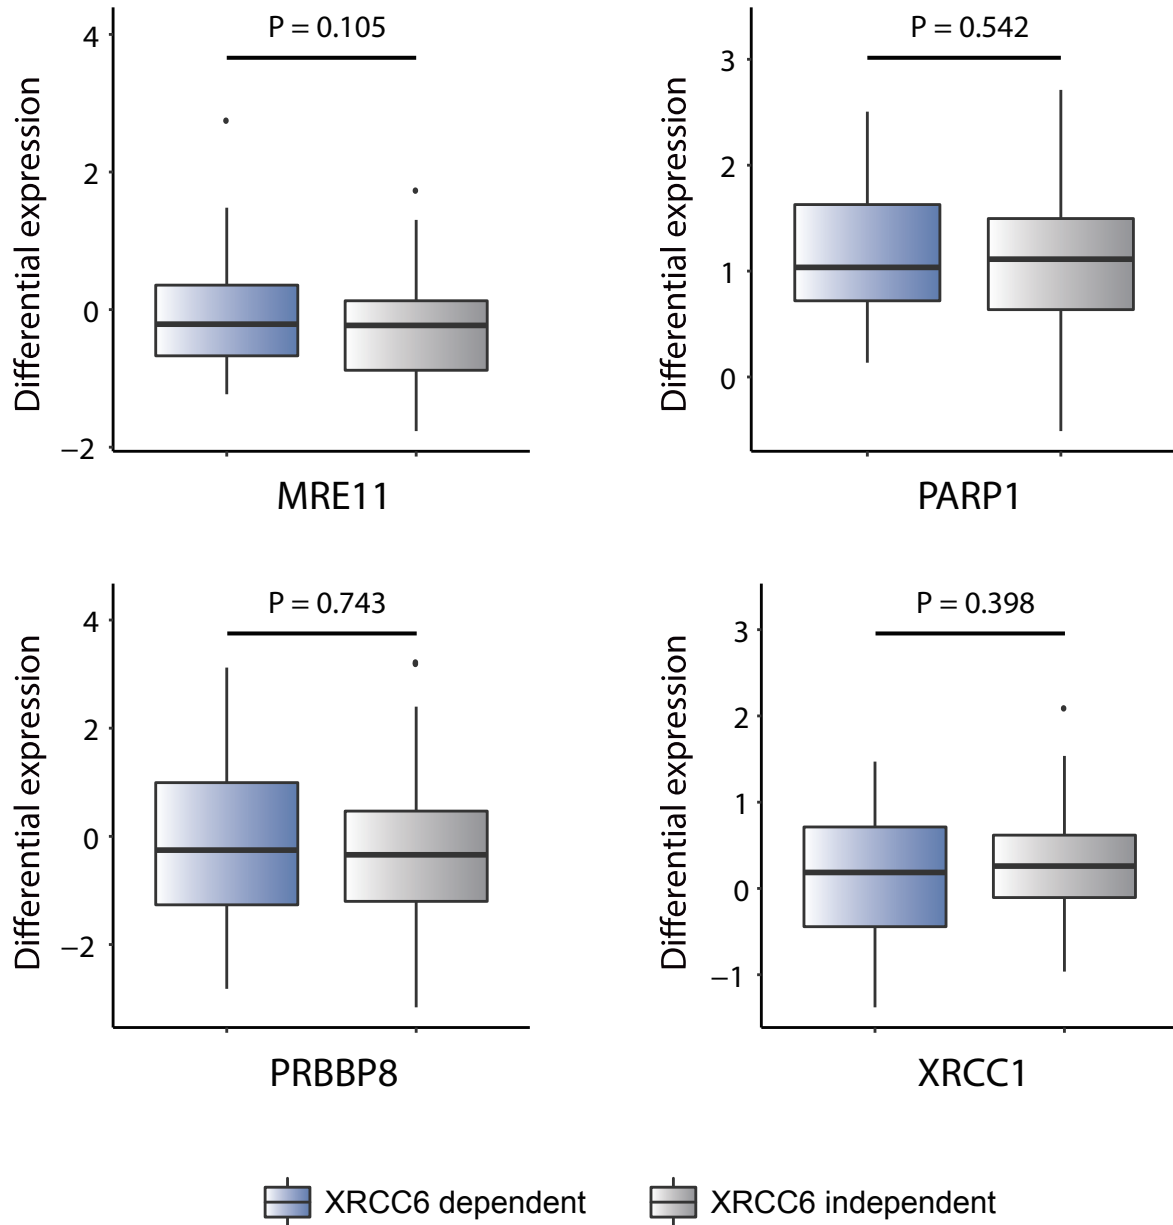 P = 0.105
Differential expression
4
2
0
−2
MRE11
P = 0.542
Differential expression
3
2
1
0
PARP1
P = 0.743
Differential expression
4
2
0
−2
PRBBP8
P = 0.398
Differential expression
3
2
1
0
−1
XRCC1
XRCC6 dependent
XRCC6 independent